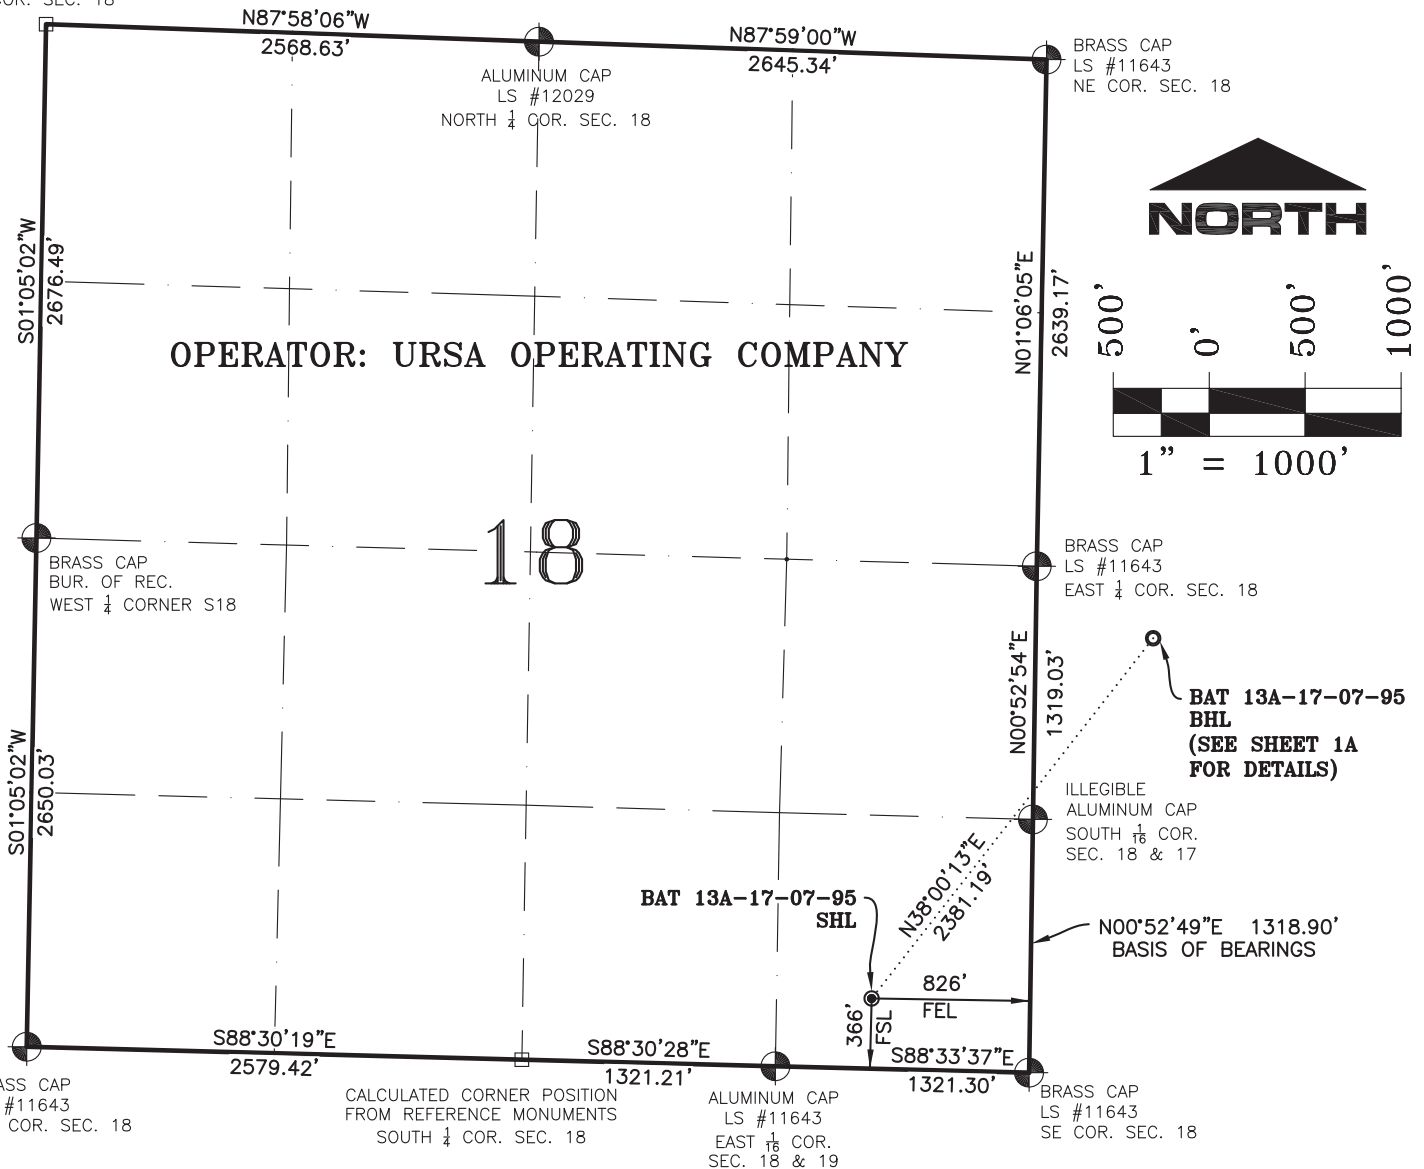 COR. SEC. 18
N87°58'06"W
2568.63'
N87°59'00"W
2645.34'
BRASS CAP
LS #11643
NE COR. SEC. 18
ALUMINUM CAP
LS #12029
NORTH 1/4 COR. SEC. 18
NORTH
S01°05'02"W
2676.49'
N01°06'05"E
2639.17'
500'
0'
500'
1000'
1" = 1000'
OPERATOR: URSA OPERATING COMPANY
18
BRASS CAP
BUR. OF REC.
WEST 1/4 CORNER S18
BRASS CAP
LS #11643
EAST 1/4 COR. SEC. 18
N00°52'54"E
1319.03'
BAT 13A-17-07-95
BHL
(SEE SHEET 1A
FOR DETAILS)
S01°05'02"W
2650.03'
ILLEGIBLE
ALUMINUM CAP
SOUTH 1/16 COR.
SEC. 18 & 17
N38°00'13"E
2381.19'
BAT 13A-17-07-95
SHL
N00°52'49"E 1318.90'
BASIS OF BEARINGS
826'
FEL
366'
FSL
S88°30'19"E
2579.42'
S88°30'28"E
1321.21'
S88°33'37"E
1321.30'
ASS CAP
#11643
COR. SEC. 18
CALCULATED CORNER POSITION
FROM REFERENCE MONUMENTS
SOUTH 1/4 COR. SEC. 18
ALUMINUM CAP
LS #11643
EAST 1/16 COR.
SEC. 18 & 19
BRASS CAP
LS #11643
SE COR. SEC. 18